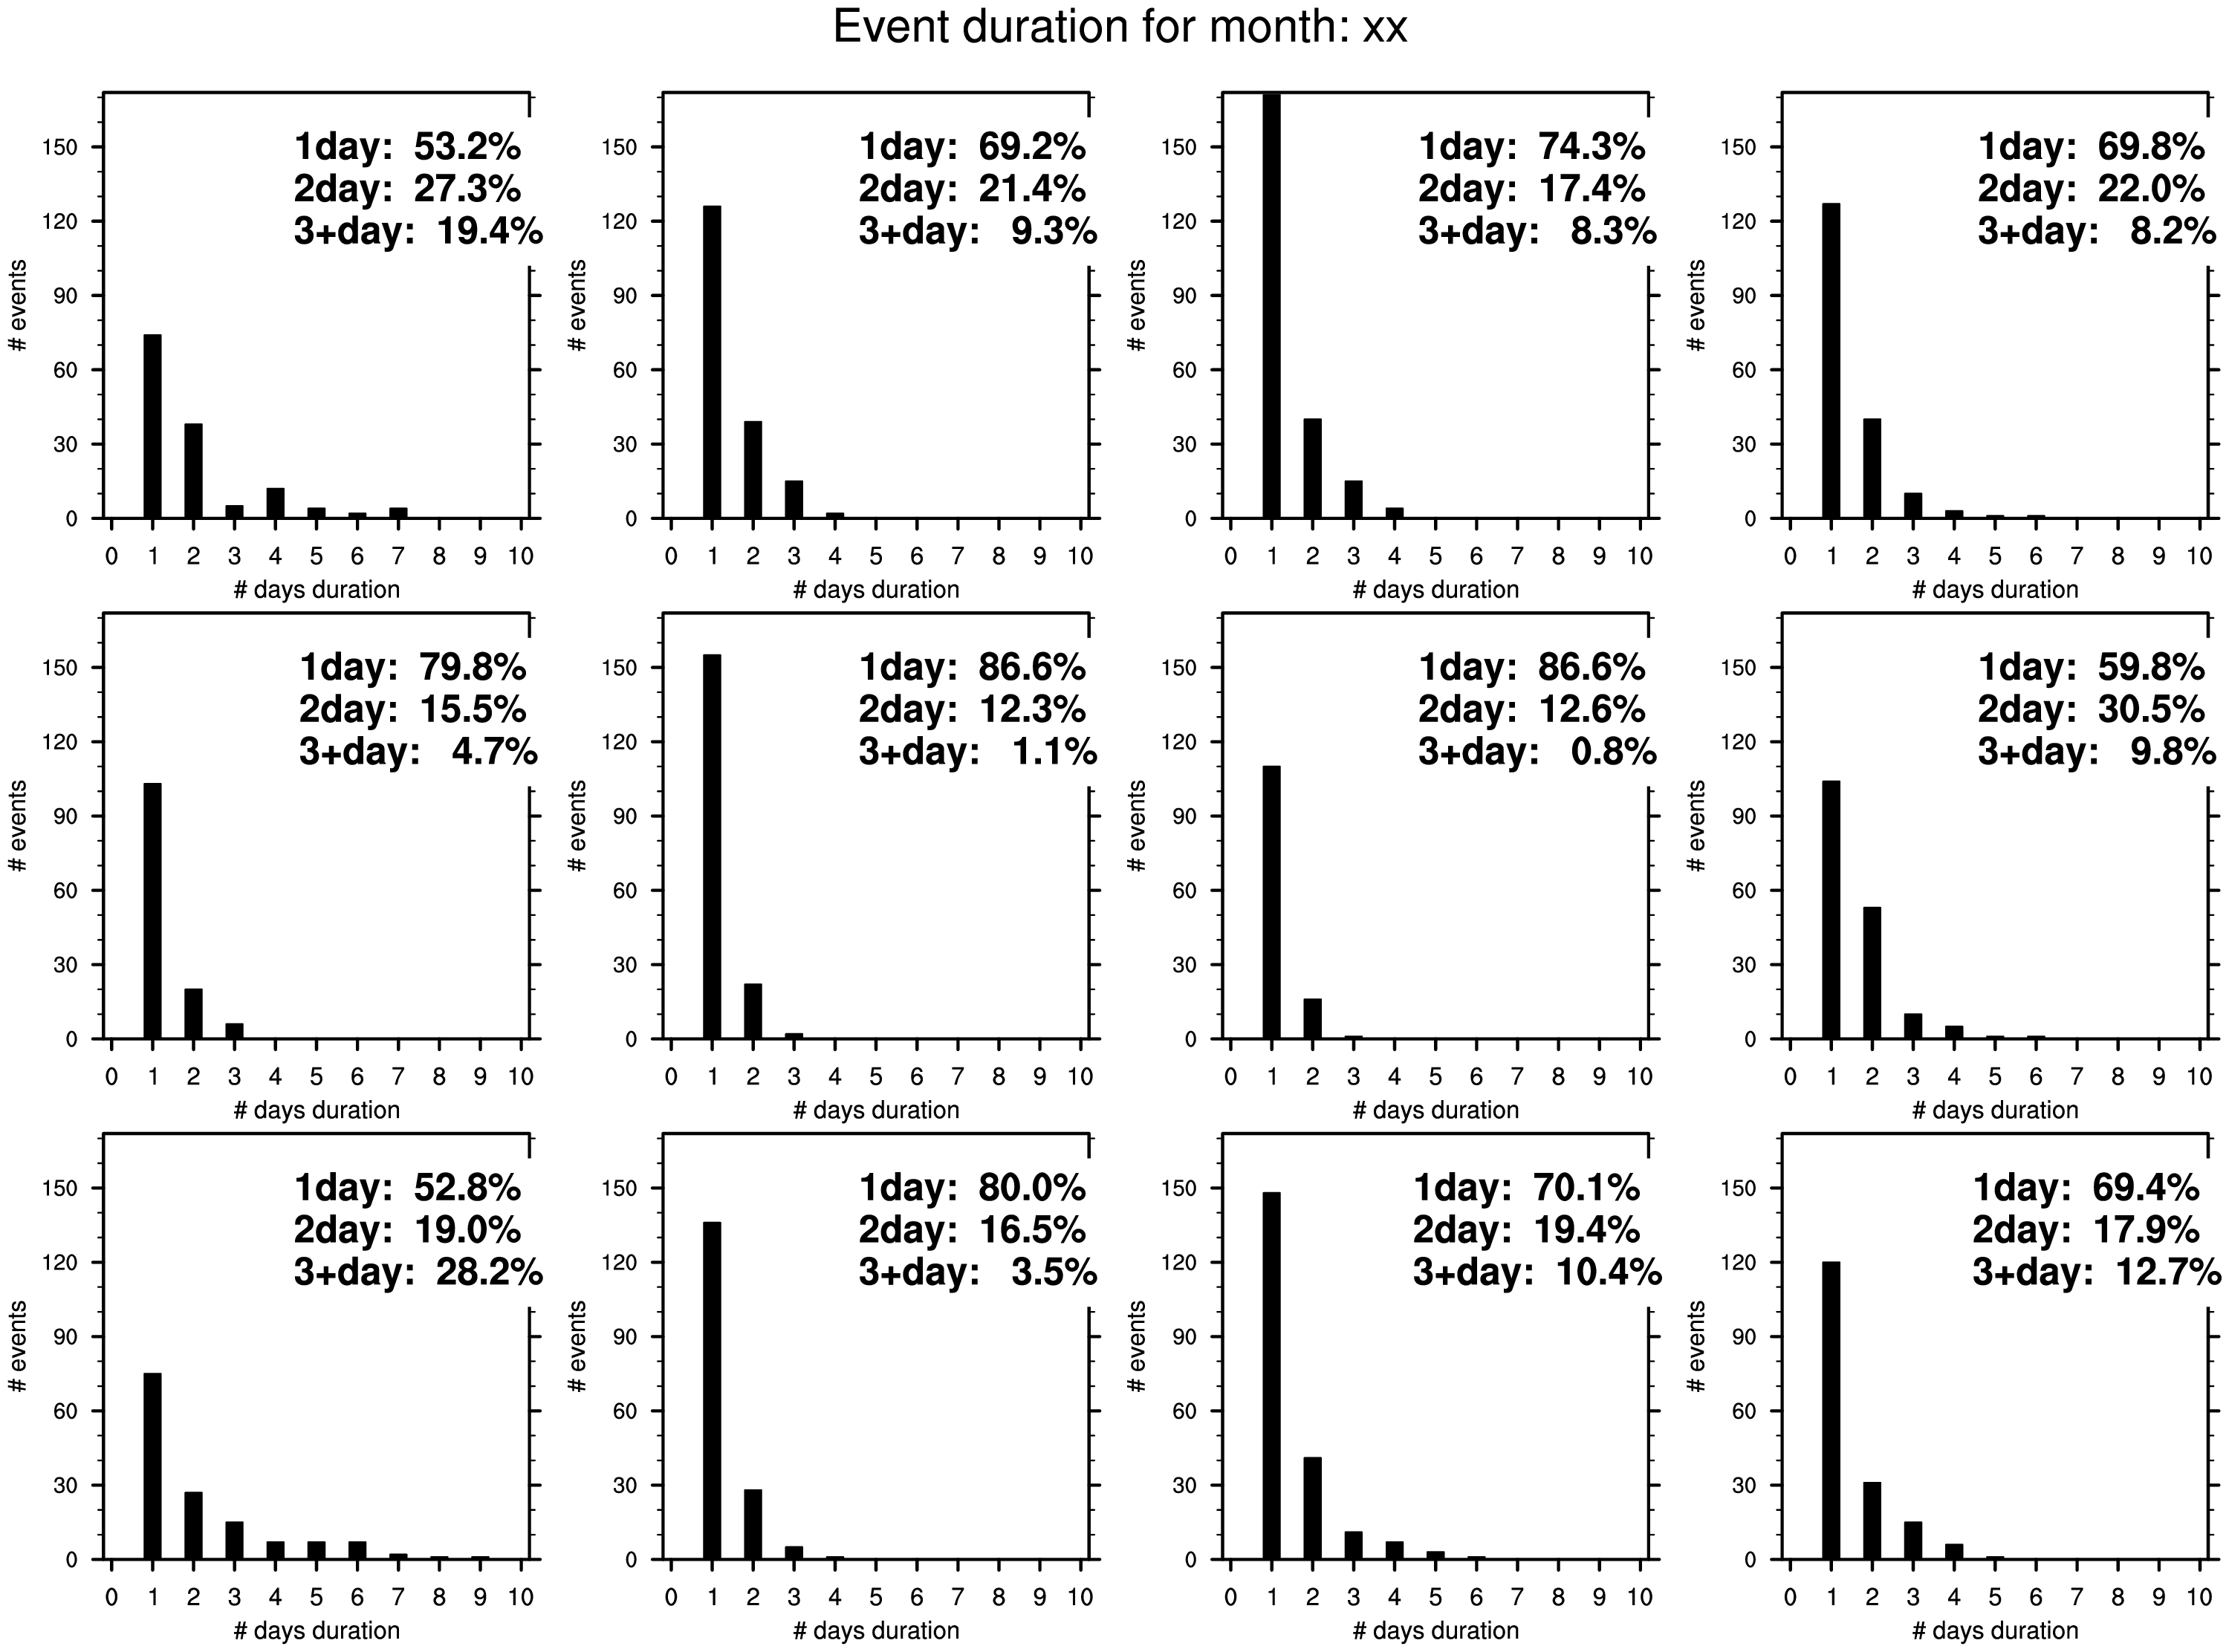 Event duration for month: xx
1day: 53.2%
2day: 27.3%
3+day: 19.4%
# events
150
120
90
60
30
0
0 1 2 3 4 5 6 7 8 9 10
# days duration
1day: 69.2%
2day: 21.4%
3+day: 9.3%
# events
150
120
90
60
30
0
0 1 2 3 4 5 6 7 8 9 10
# days duration
1day: 74.3%
2day: 17.4%
3+day: 8.3%
# events
150
120
90
60
30
0
0 1 2 3 4 5 6 7 8 9 10
# days duration
1day: 69.8%
2day: 22.0%
3+day: 8.2%
# events
150
120
90
60
30
0
0 1 2 3 4 5 6 7 8 9 10
# days duration
1day: 79.8%
2day: 15.5%
3+day: 4.7%
# events
150
120
90
60
30
0
0 1 2 3 4 5 6 7 8 9 10
# days duration
1day: 86.6%
2day: 12.3%
3+day: 1.1%
# events
150
120
90
60
30
0
0 1 2 3 4 5 6 7 8 9 10
# days duration
1day: 86.6%
2day: 12.6%
3+day: 0.8%
# events
150
120
90
60
30
0
0 1 2 3 4 5 6 7 8 9 10
# days duration
1day: 59.8%
2day: 30.5%
3+day: 9.8%
# events
150
120
90
60
30
0
0 1 2 3 4 5 6 7 8 9 10
# days duration
1day: 52.8%
2day: 19.0%
3+day: 28.2%
# events
150
120
90
60
30
0
0 1 2 3 4 5 6 7 8 9 10
# days duration
1day: 80.0%
2day: 16.5%
3+day: 3.5%
# events
150
120
90
60
30
0
0 1 2 3 4 5 6 7 8 9 10
# days duration
1day: 70.1%
2day: 19.4%
3+day: 10.4%
# events
150
120
90
60
30
0
0 1 2 3 4 5 6 7 8 9 10
# days duration
1day: 69.4%
2day: 17.9%
3+day: 12.7%
# events
150
120
90
60
30
0
0 1 2 3 4 5 6 7 8 9 10
# days duration